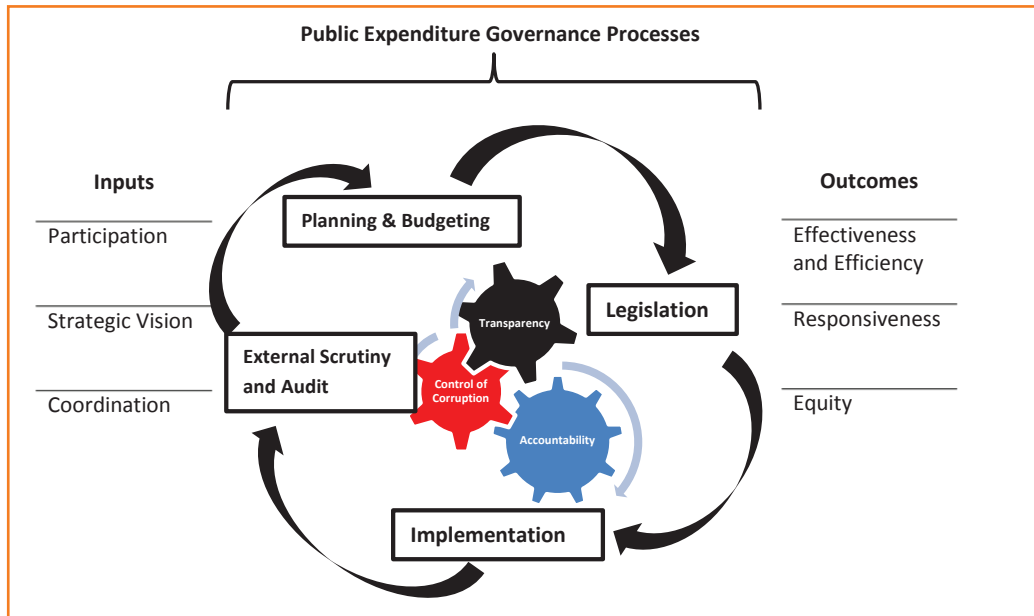 Public Expenditure Governance Processes
Inputs
Participation
Strategic Vision
Coordination
Planning & Budgeting
Legislation
External Scrutiny
and Audit
Implementation
Transparency
Control of
Corruption
Accountability
Outcomes
Effectiveness
and Efficiency
Responsiveness
Equity